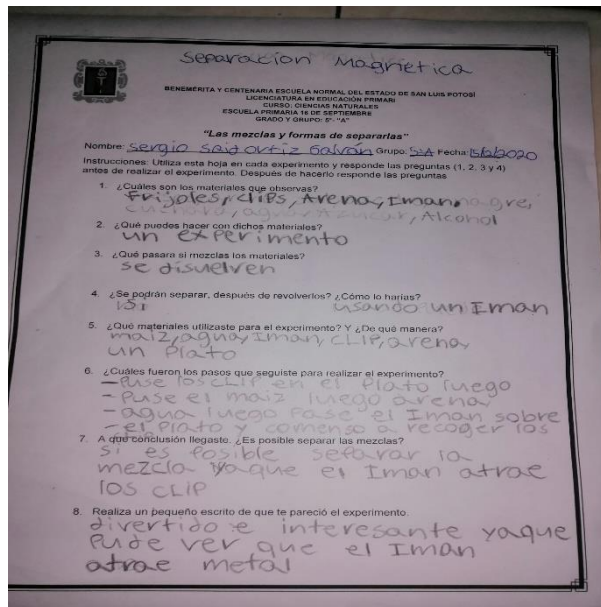 separacion Magnetica
BENEMÉRITA Y CENTENARIA ESCUELA NORMAL DEL ESTADO DE SAN LUIS POTOSÍ
LICENCIATURA EN EDUCACIÓN PRIMARI
CURSO: CIENCIAS NATURALES
ESCUELA PRIMARIA 16 DE SEPTIEMBRE
GRADO Y GRUPO: 5°- "A"
"Las mezclas y formas de separarlas"
Nombre: sergio said ortiz Galván Grupo: 5=A Fecha: 15/2/2020
Instrucciones: Utiliza esta hoja en cada experimento y responde las preguntas (1, 2, 3 y 4)
antes de realizar el experimento. Después de hacerlo responde las preguntas
1. ¿Cuáles son los materiales que observas?
Frijoles, clips, Arena, Iman, agre,
cuchara, agua, Azucar, Alcohol
2. ¿Qué puedes hacer con dichos materiales?
un experimento
3. ¿Qué pasara si mezclas los materiales?
se disuelven
4. ¿Se podrán separar, después de revolverlos? ¿Cómo lo harías?
si usando un Iman
5. ¿Qué materiales utilizaste para el experimento? Y ¿De qué manera?
maiz, agua, Iman, CLIP, arena,
un Plato
6. ¿Cuáles fueron los pasos que seguiste para realizar el experimento?
- Puse los CLIP en el Plato luego
- Puse el maiz luego arena
- agua luego Pase el Iman sobre
- el Plato y comenso a recoger los
7. A qué conclusión llegaste. ¿Es posible separar las mezclas?
si es Posible separar la
mezcla yaque el Iman atrae
los CLIP
8. Realiza un pequeño escrito de que te pareció el experimento.
divertido e interesante yaque
Pude ver que el Iman
atrae metal